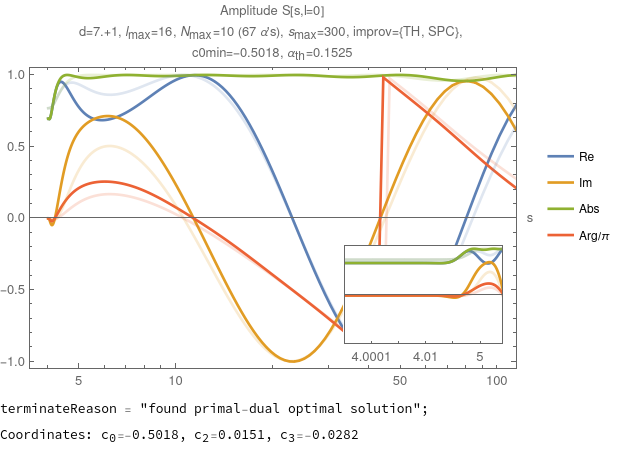 Amplitude S[s,l=0]
d=7.+1, lmax=16, Nmax=10 (67 α's), smax=300, improv={TH, SPC},
c0min=-0.5018, αth=0.1525
1.0
0.5
0.0
-0.5
-1.0
s
5 10 50 100
4.0001 4.01 5
Re
Im
Abs
Arg/π
terminateReason = "found primal-dual optimal solution";
Coordinates: c0=-0.5018, c2=0.0151, c3=-0.0282